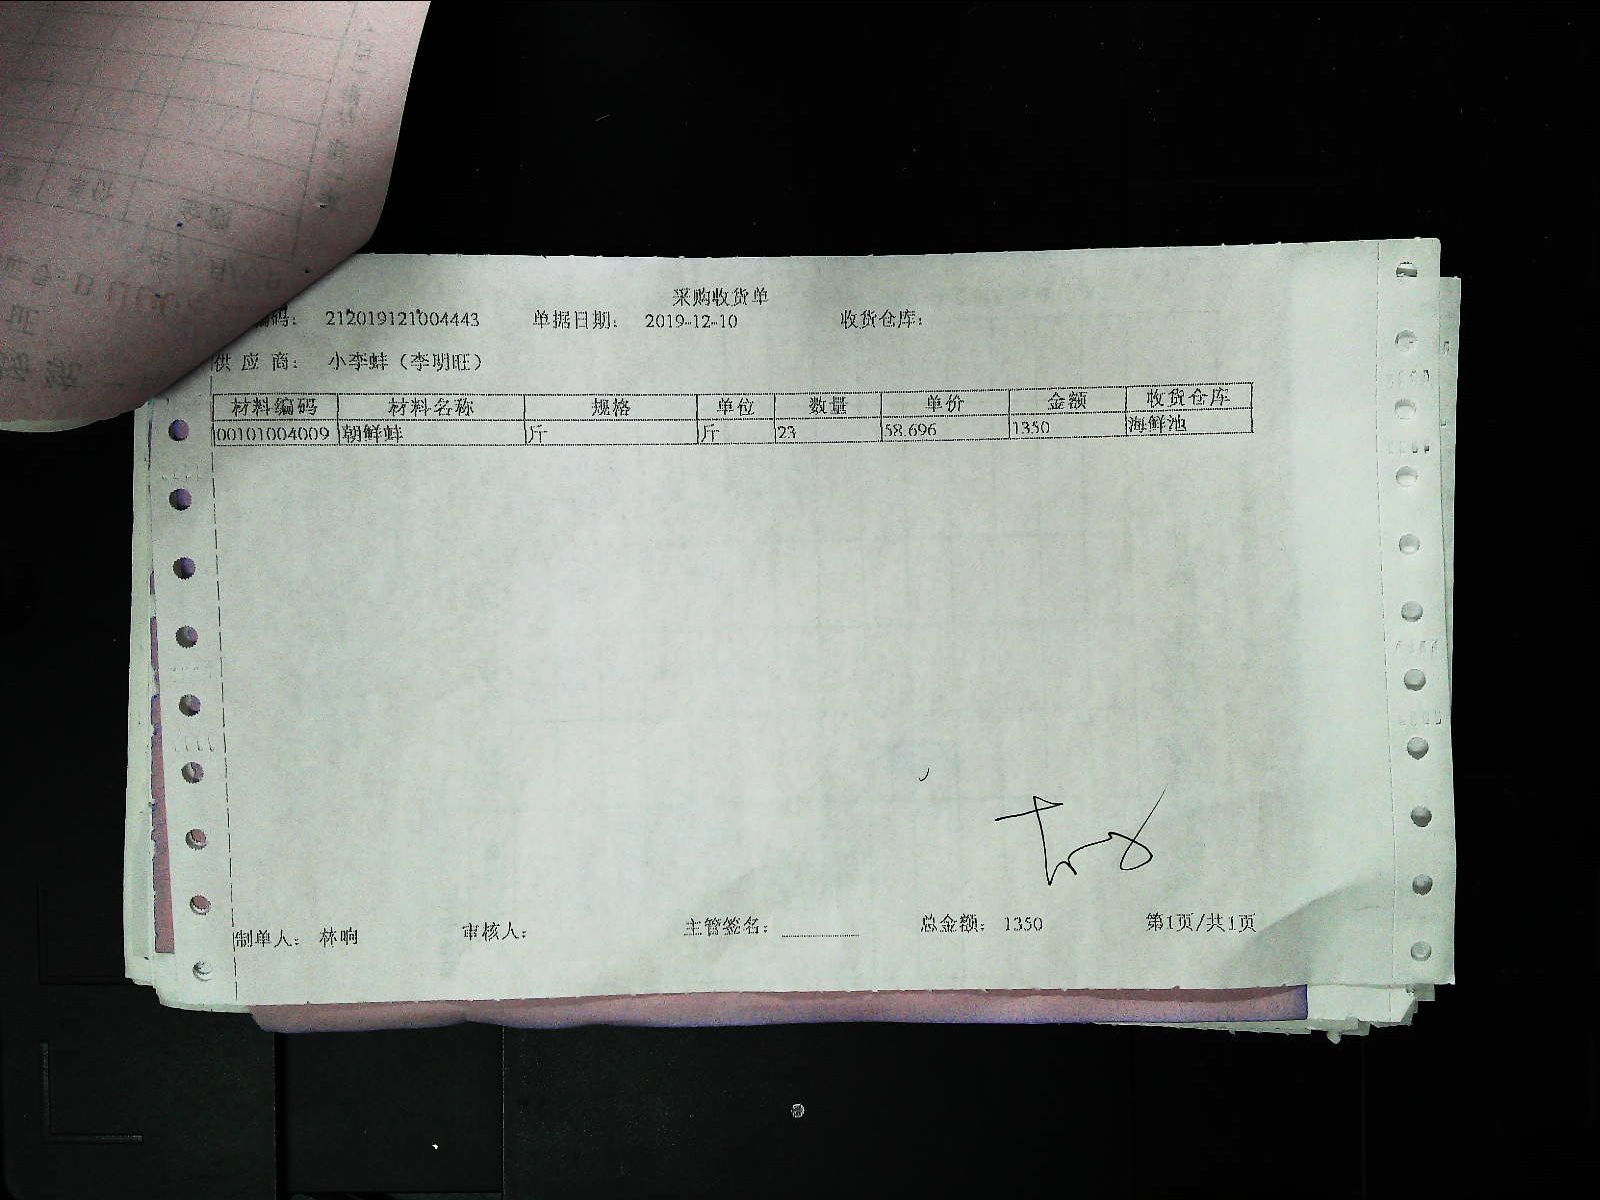 采购收货单
编码: 212019121004443 单据日期: 2019-12-10 收货仓库:
供应商: 小李蚌（李明旺）
材料编码 材料名称 规格 单位 数量 单价 金额 收货仓库
00101004009 朝鲜蚌 斤 斤 23 58.696 1350 海鲜池
制单人: 林响 审核人: 主管签名: 总金额: 1350 第1页/共1页